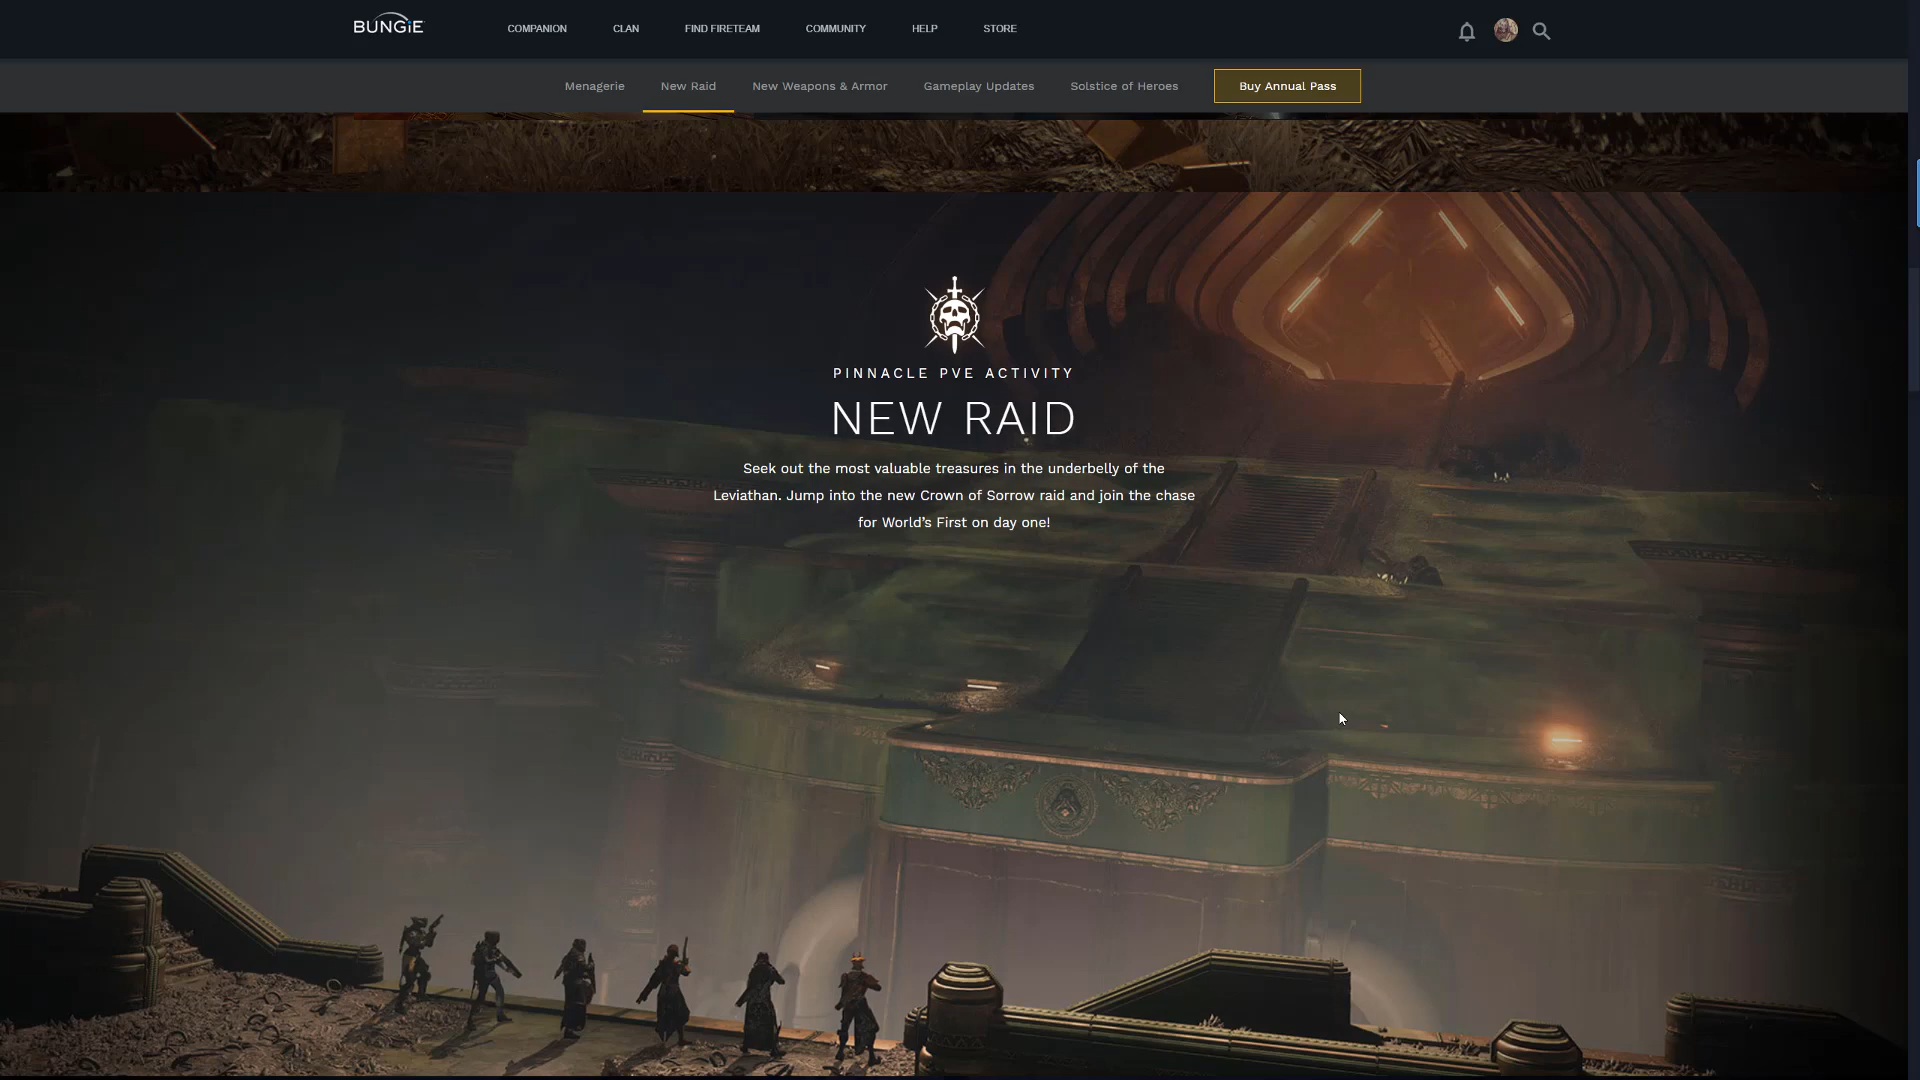 BUNGiE
COMPANION CLAN FIND FIRETEAM COMMUNITY HELP STORE
Menagerie New Raid New Weapons & Armor Gameplay Updates Solstice of Heroes Buy Annual Pass
PINNACLE PVE ACTIVITY
NEW RAID
Seek out the most valuable treasures in the underbelly of the
Leviathan. Jump into the new Crown of Sorrow raid and join the chase
for World’s First on day one!